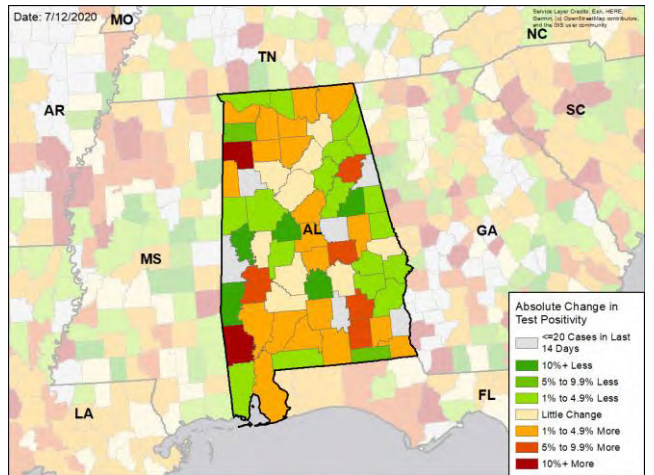 Date: 7/12/2020
Service Layer Credits: Esri, HERE,
Garmin, (c) OpenStreetMap contributors,
and the GIS user community
MO
NC
TN
AR
SC
AL
MS
GA
LA
FL
Absolute Change in
Test Positivity
<=20 Cases in Last
14 Days
10%+ Less
5% to 9.9% Less
1% to 4.9% Less
Little Change
1% to 4.9% More
5% to 9.9% More
10%+ More